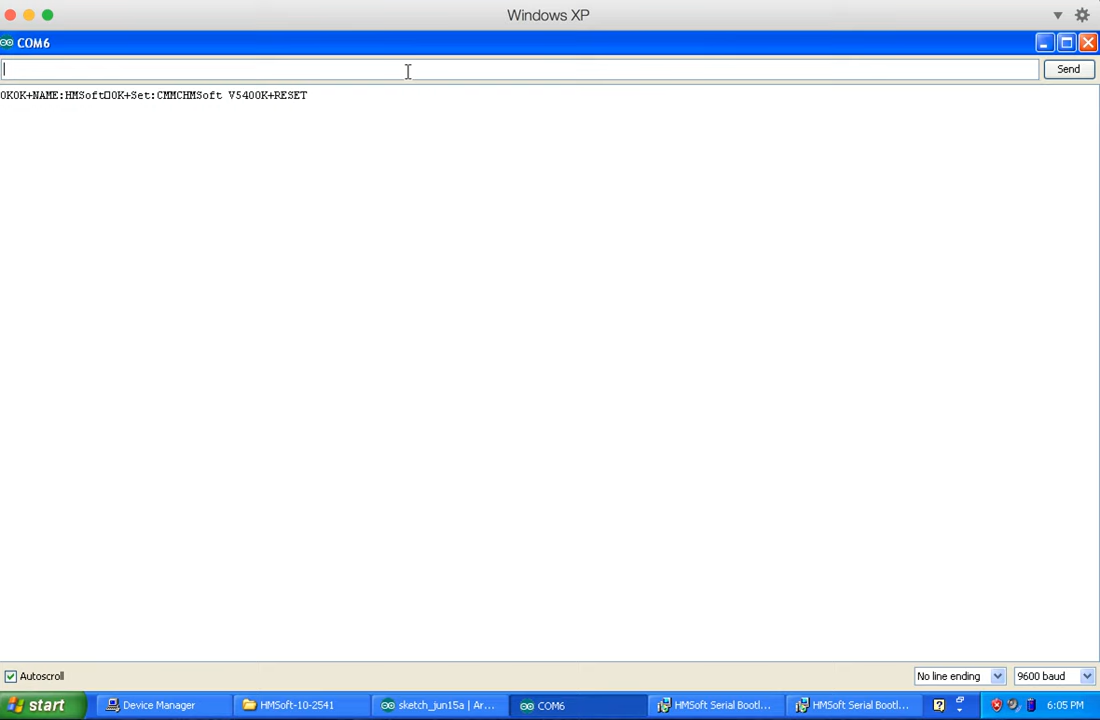 Windows XP
COM6
Send
OKOK+NAME:HMSoft□OK+Set:CMMCHMSoft V540OK+RESET
Autoscroll
No line ending
9600 baud
start
Device Manager
HMSoft-10-2541
sketch_jun15a | Ar...
COM6
HMSoft Serial Bootl...
HMSoft Serial Bootl...
6:05 PM